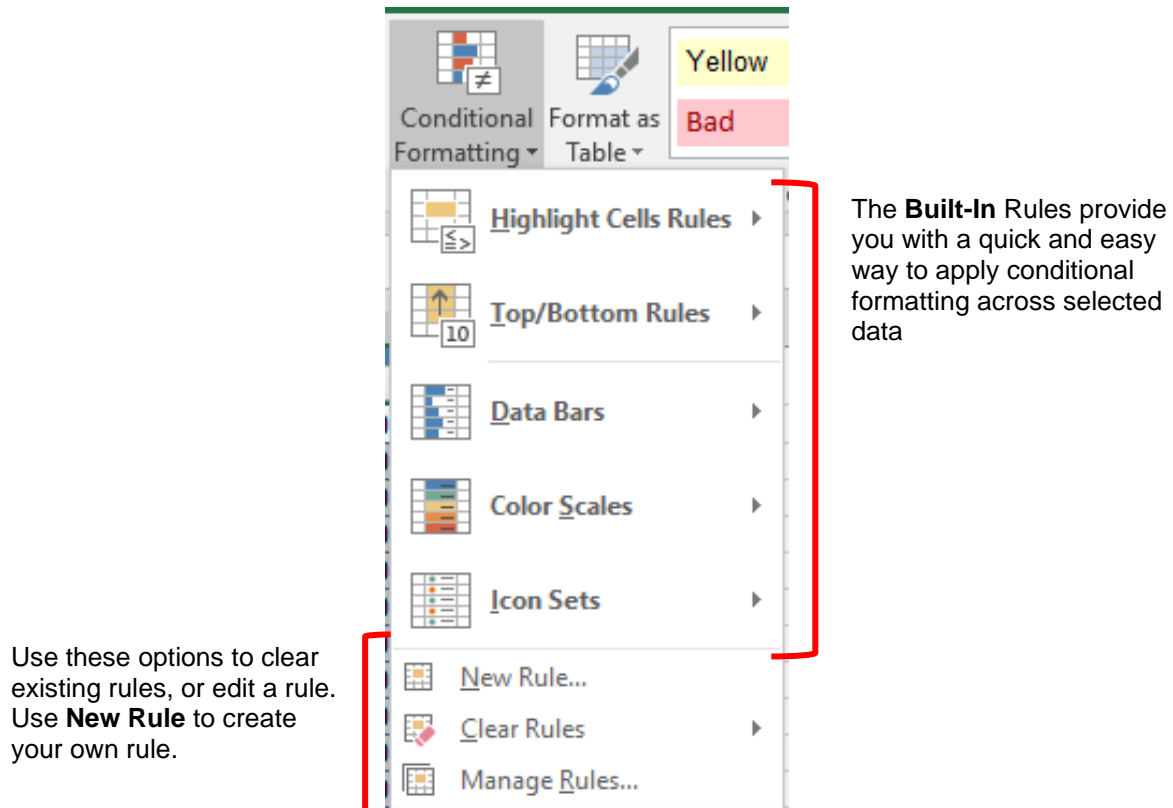 Conditional
Formatting
Format as
Table
Yellow
Bad
≠
Highlight Cells Rules
≤>
Top/Bottom Rules
10
Data Bars
Color Scales
Icon Sets
New Rule...
Clear Rules
Manage Rules...
The Built-In Rules provide
you with a quick and easy
way to apply conditional
formatting across selected
data
Use these options to clear
existing rules, or edit a rule.
Use New Rule to create
your own rule.